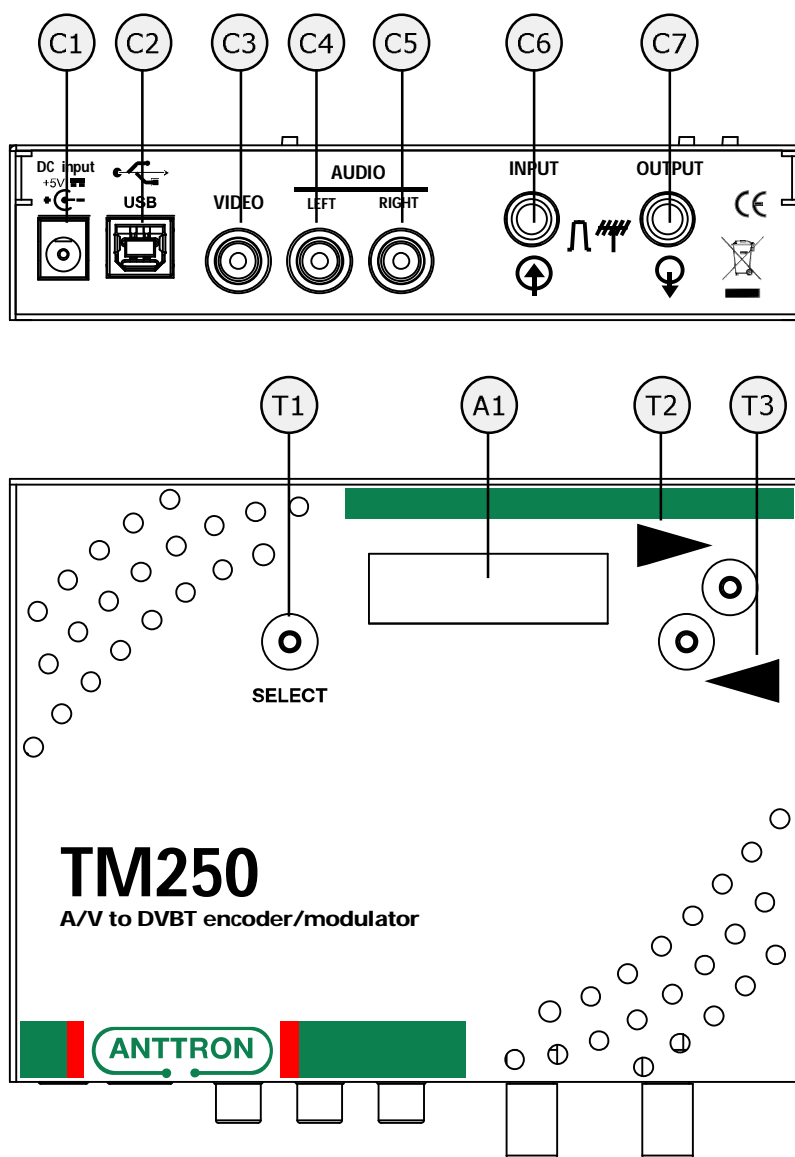 C1 C2 C3 C4 C5 C6 C7
DC input
+5V
USB
VIDEO
AUDIO
LEFT RIGHT
INPUT
OUTPUT
CE
T1 A1 T2 T3
SELECT
TM250
A/V to DVBT encoder/modulator
ANTTRON